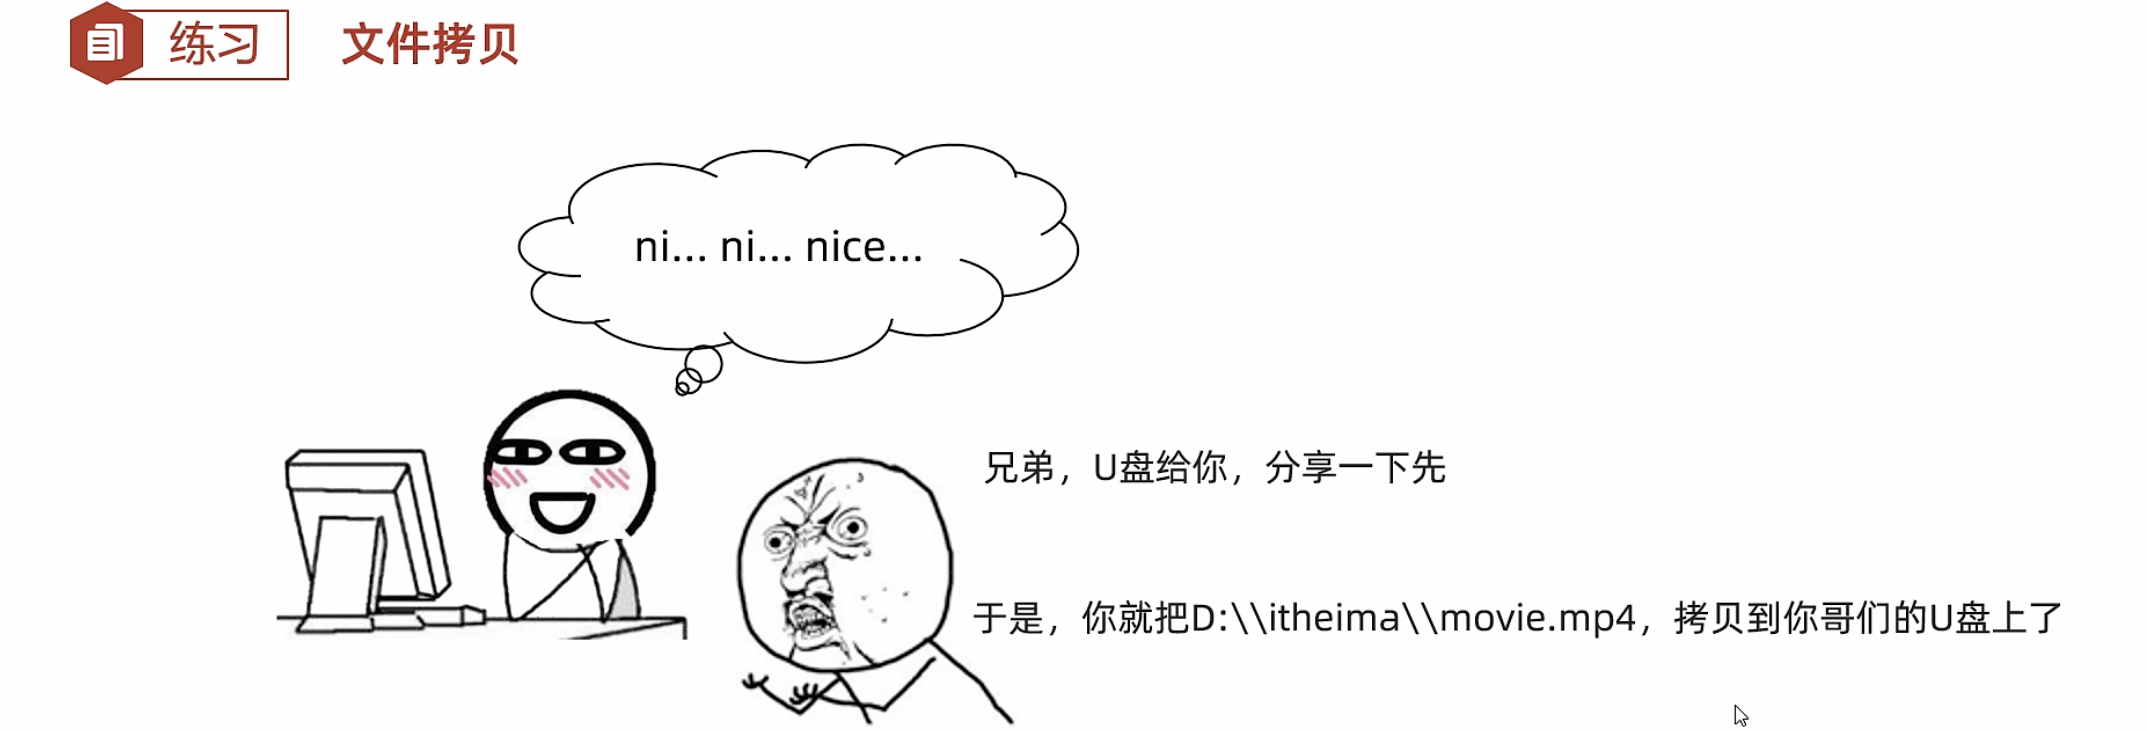 练习 文件拷贝
ni... ni... nice...
兄弟，U盘给你，分享一下先
于是，你就把D:\\itheima\\movie.mp4，拷贝到你哥们的U盘上了